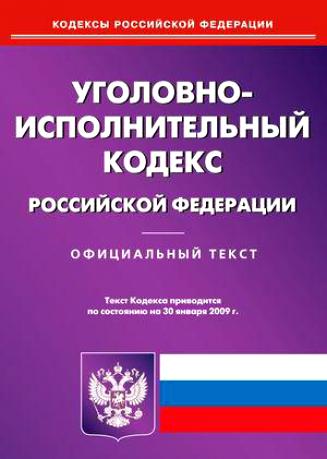 КОДЕКСЫ РОССИЙСКОЙ ФЕДЕРАЦИИ
УГОЛОВНО-
ИСПОЛНИТЕЛЬНЫЙ
КОДЕКС
РОССИЙСКОЙ ФЕДЕРАЦИИ
ОФИЦИАЛЬНЫЙ ТЕКСТ
Текст Кодекса приводится
по состоянию на 30 января 2009 г.